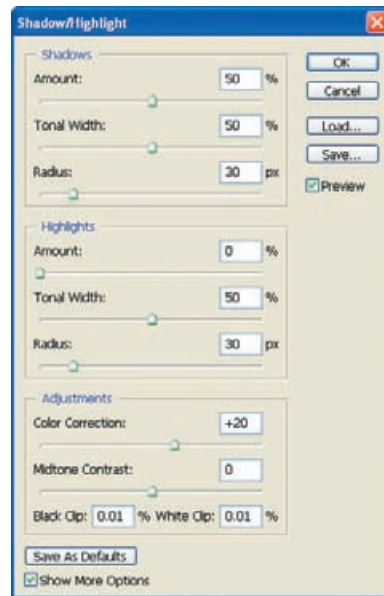 Shadow/Highlight
Shadows
Amount: 50 %
Tonal Width: 50 %
Radius: 30 px
Highlights
Amount: 0 %
Tonal Width: 50 %
Radius: 30 px
Adjustments
Color Correction: +20
Midtone Contrast: 0
Black Clip: 0.01 % White Clip: 0.01 %
Save As Defaults
Show More Options
OK
Cancel
Load...
Save...
Preview